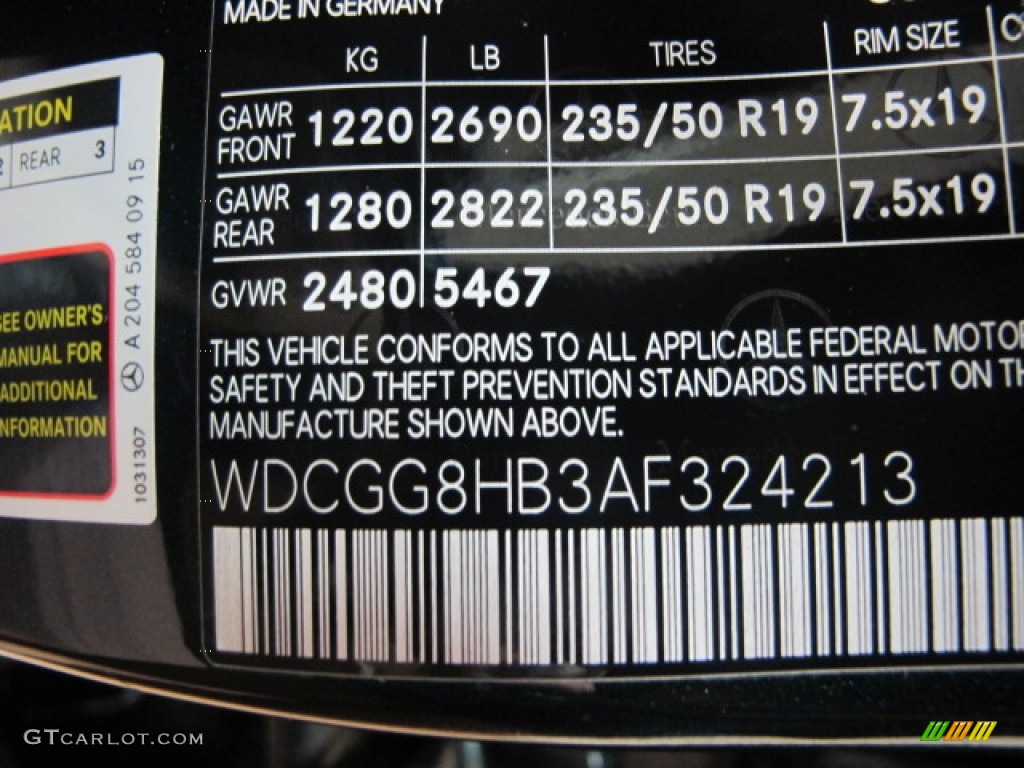 MADE IN GERMANY
KG LB TIRES RIM SIZE
GAWR FRONT 1220 2690 235/50 R19 7.5x19
GAWR REAR 1280 2822 235/50 R19 7.5x19
GVWR 2480 5467
THIS VEHICLE CONFORMS TO ALL APPLICABLE FEDERAL MOTOR
SAFETY AND THEFT PREVENTION STANDARDS IN EFFECT ON TH
MANUFACTURE SHOWN ABOVE.
WDCGG8HB3AF324213
ATION
2 REAR 3
SEE OWNER'S
MANUAL FOR
ADDITIONAL
INFORMATION
1031307 A 204 584 09 15
GTCARLOT.COM